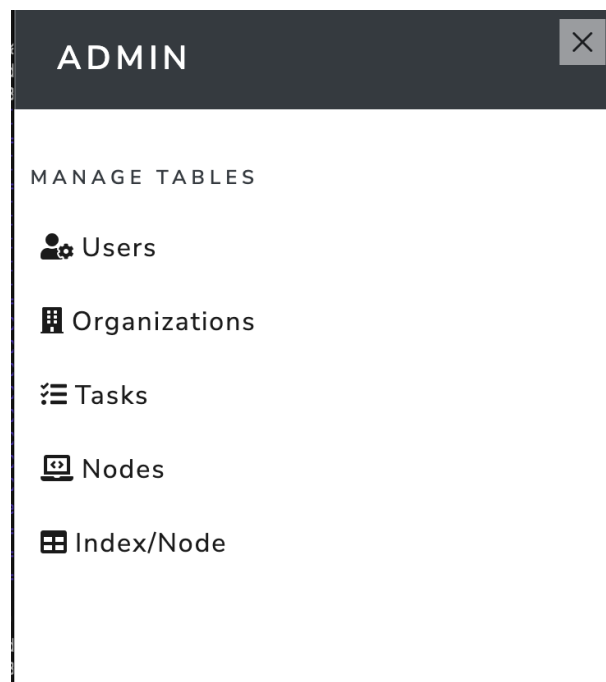 ADMIN
MANAGE TABLES
Users
Organizations
Tasks
Nodes
Index/Node